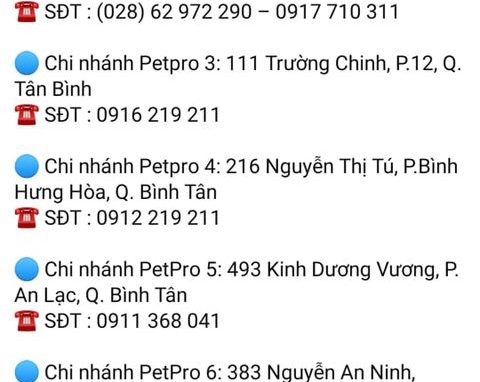 ☎️ SĐT : (028) 62 972 290 – 0917 710 311
🔵 Chi nhánh Petpro 3: 111 Trường Chinh, P.12, Q.
Tân Bình
☎️ SĐT : 0916 219 211
🔵 Chi nhánh Petpro 4: 216 Nguyễn Thị Tú, P.Bình
Hưng Hòa, Q. Bình Tân
☎️ SĐT : 0912 219 211
🔵 Chi nhánh PetPro 5: 493 Kinh Dương Vương, P.
An Lạc, Q. Bình Tân
☎️ SĐT : 0911 368 041
🔵 Chi nhánh PetPro 6: 383 Nguyễn An Ninh,